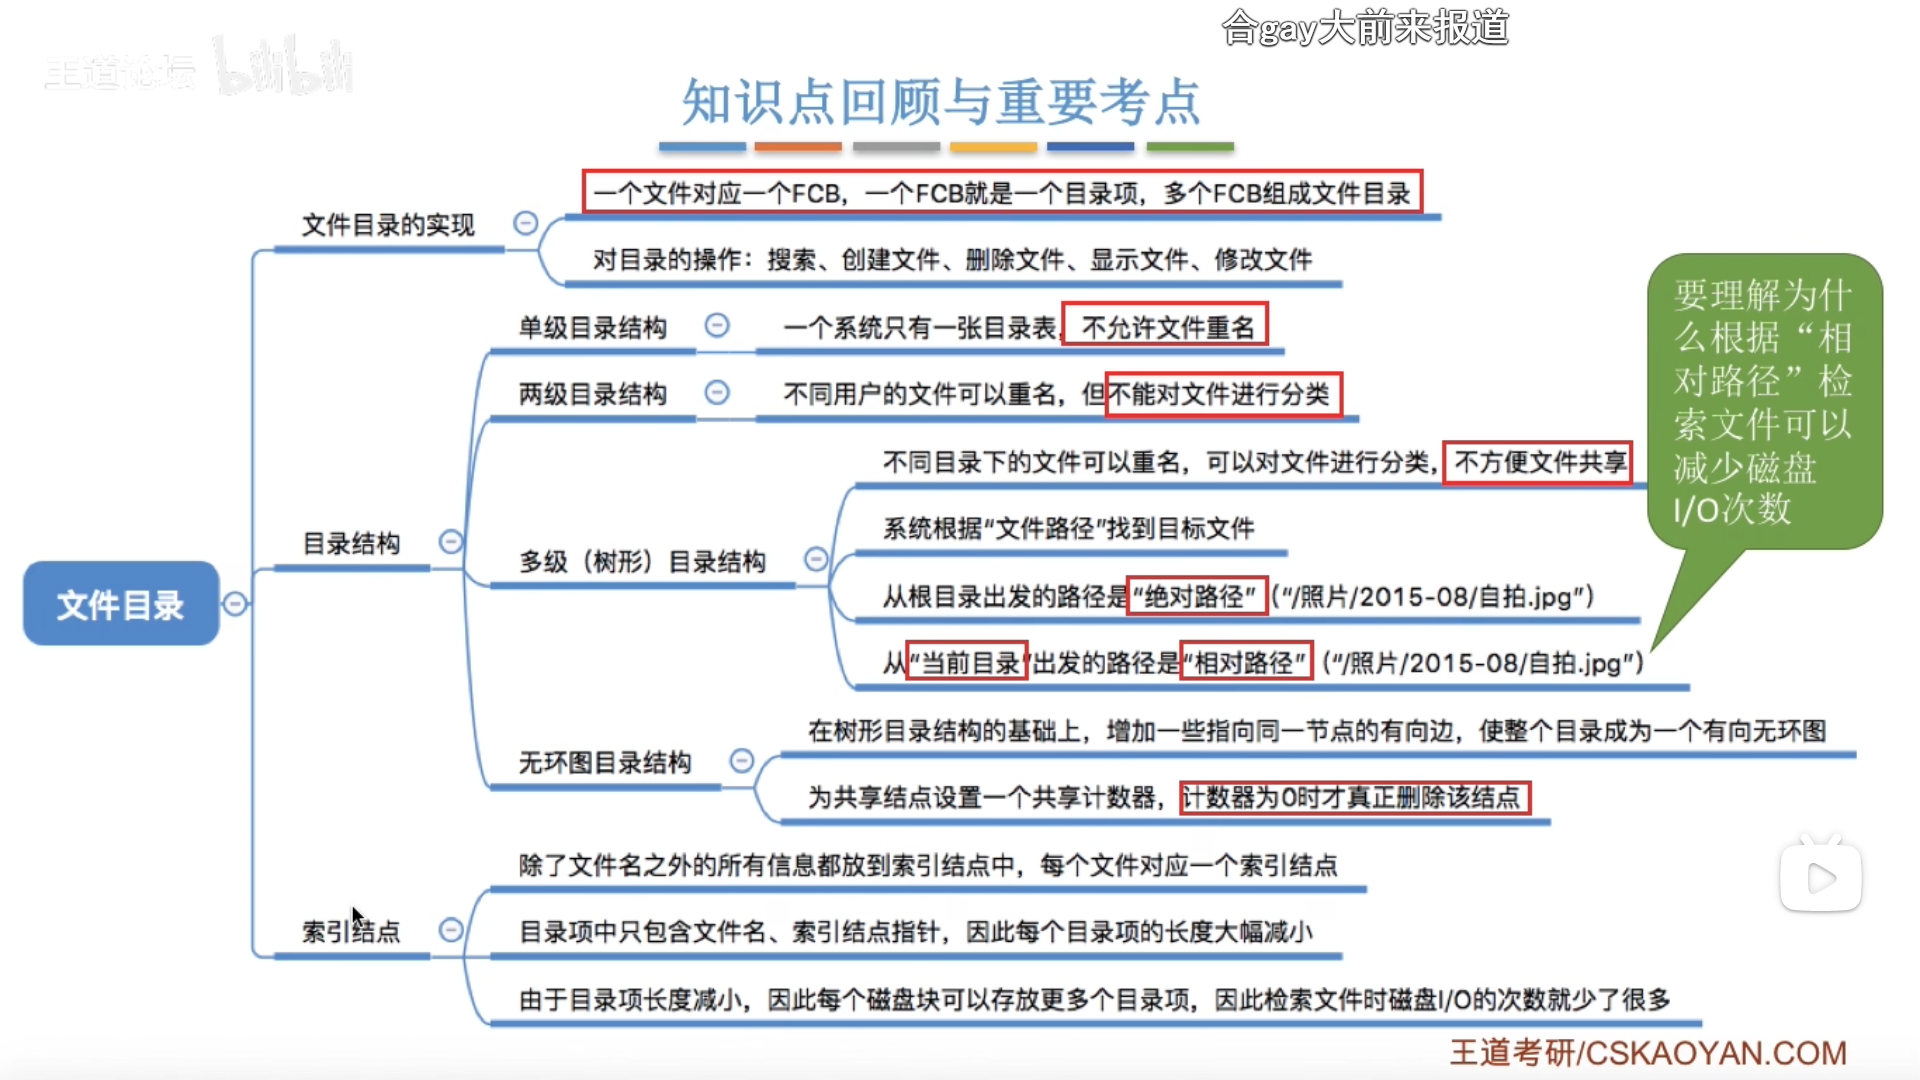 合gay大前来报道
王道论坛 bilibili
知识点回顾与重要考点
文件目录
文件目录的实现
一个文件对应一个FCB，一个FCB就是一个目录项，多个FCB组成文件目录
对目录的操作：搜索、创建文件、删除文件、显示文件、修改文件
目录结构
单级目录结构
一个系统只有一张目录表，不允许文件重名
两级目录结构
不同用户的文件可以重名，但不能对文件进行分类
多级（树形）目录结构
不同目录下的文件可以重名，可以对文件进行分类，不方便文件共享
系统根据“文件路径”找到目标文件
从根目录出发的路径是“绝对路径”（“/照片/2015-08/自拍.jpg”）
从“当前目录”出发的路径是“相对路径”（“/照片/2015-08/自拍.jpg”）
要理解为什
么根据“相
对路径”检
索文件可以
减少磁盘
I/O次数
无环图目录结构
在树形目录结构的基础上，增加一些指向同一节点的有向边，使整个目录成为一个有向无环图
为共享结点设置一个共享计数器，计数器为0时才真正删除该结点
索引结点
除了文件名之外的所有信息都放到索引结点中，每个文件对应一个索引结点
目录项中只包含文件名、索引结点指针，因此每个目录项的长度大幅减小
由于目录项长度减小，因此每个磁盘块可以存放更多个目录项，因此检索文件时磁盘I/O的次数就少了很多
王道考研/CSKAOYAN.COM